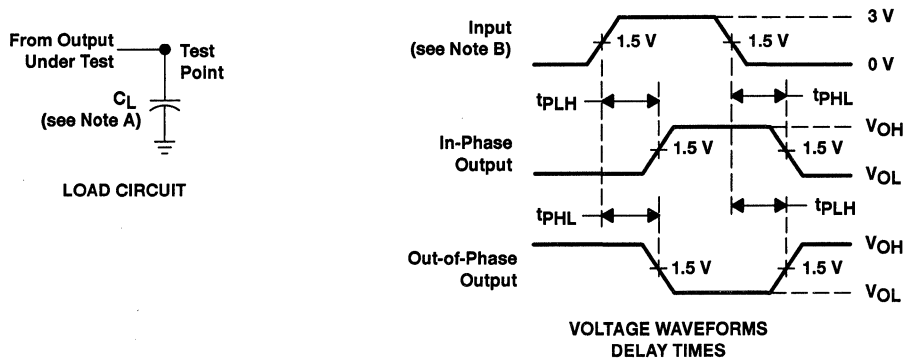 From Output
Under Test
Test
Point
CL
(see Note A)
LOAD CIRCUIT
Input
(see Note B)
1.5 V
1.5 V
3 V
0 V
tPLH
tPHL
In-Phase
Output
1.5 V
1.5 V
VOH
VOL
tPHL
tPLH
Out-of-Phase
Output
1.5 V
1.5 V
VOH
VOL
VOLTAGE WAVEFORMS
DELAY TIMES